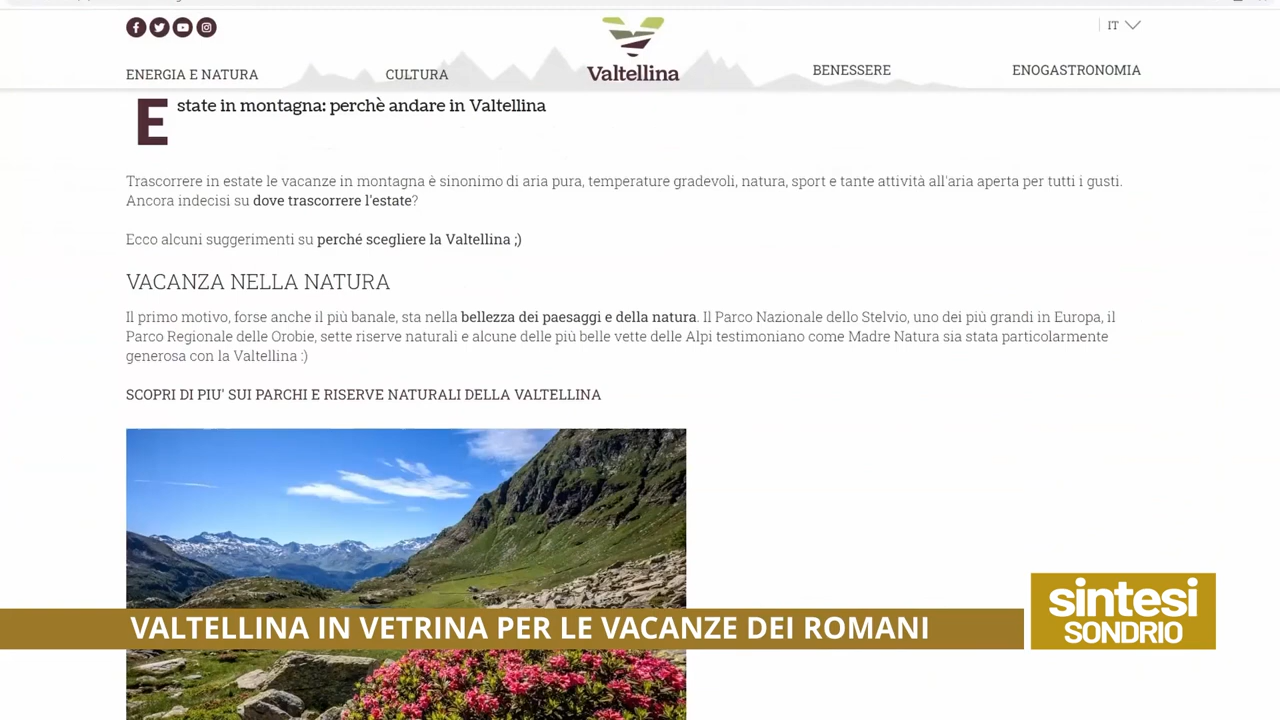 IT
Valtellina
ENERGIA E NATURA
CULTURA
BENESSERE
ENOGASTRONOMIA
Estate in montagna: perchè andare in Valtellina
Trascorrere in estate le vacanze in montagna è sinonimo di aria pura, temperature gradevoli, natura, sport e tante attività all'aria aperta per tutti i gusti.
Ancora indecisi su dove trascorrere l'estate?
Ecco alcuni suggerimenti su perché scegliere la Valtellina ;)
VACANZA NELLA NATURA
Il primo motivo, forse anche il più banale, sta nella bellezza dei paesaggi e della natura. Il Parco Nazionale dello Stelvio, uno dei più grandi in Europa, il
Parco Regionale delle Orobie, sette riserve naturali e alcune delle più belle vette delle Alpi testimoniano come Madre Natura sia stata particolarmente
generosa con la Valtellina :)
SCOPRI DI PIU' SUI PARCHI E RISERVE NATURALI DELLA VALTELLINA
VALTELLINA IN VETRINA PER LE VACANZE DEI ROMANI
sintesi
SONDRIO